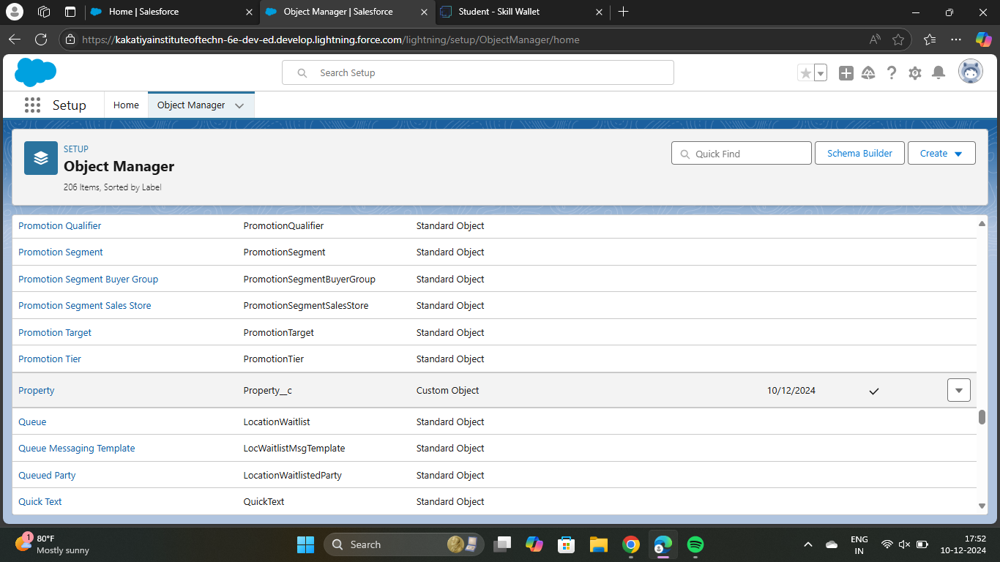 Home | Salesforce
Object Manager | Salesforce
Student - Skill Wallet
https://kakatiyainstituteoftechn-6e-dev-ed.develop.lightning.force.com/lightning/setup/ObjectManager/home
Search Setup
Setup
Home
Object Manager
SETUP
Object Manager
206 Items, Sorted by Label
Quick Find
Schema Builder
Create
Promotion Qualifier PromotionQualifier Standard Object
Promotion Segment PromotionSegment Standard Object
Promotion Segment Buyer Group PromotionSegmentBuyerGroup Standard Object
Promotion Segment Sales Store PromotionSegmentSalesStore Standard Object
Promotion Target PromotionTarget Standard Object
Promotion Tier PromotionTier Standard Object
Property Property__c Custom Object 10/12/2024
Queue LocationWaitlist Standard Object
Queue Messaging Template LocWaitlistMsgTemplate Standard Object
Queued Party LocationWaitlistedParty Standard Object
Quick Text QuickText Standard Object
1
80°F
Mostly sunny
Search
ENG
IN
17:52
10-12-2024